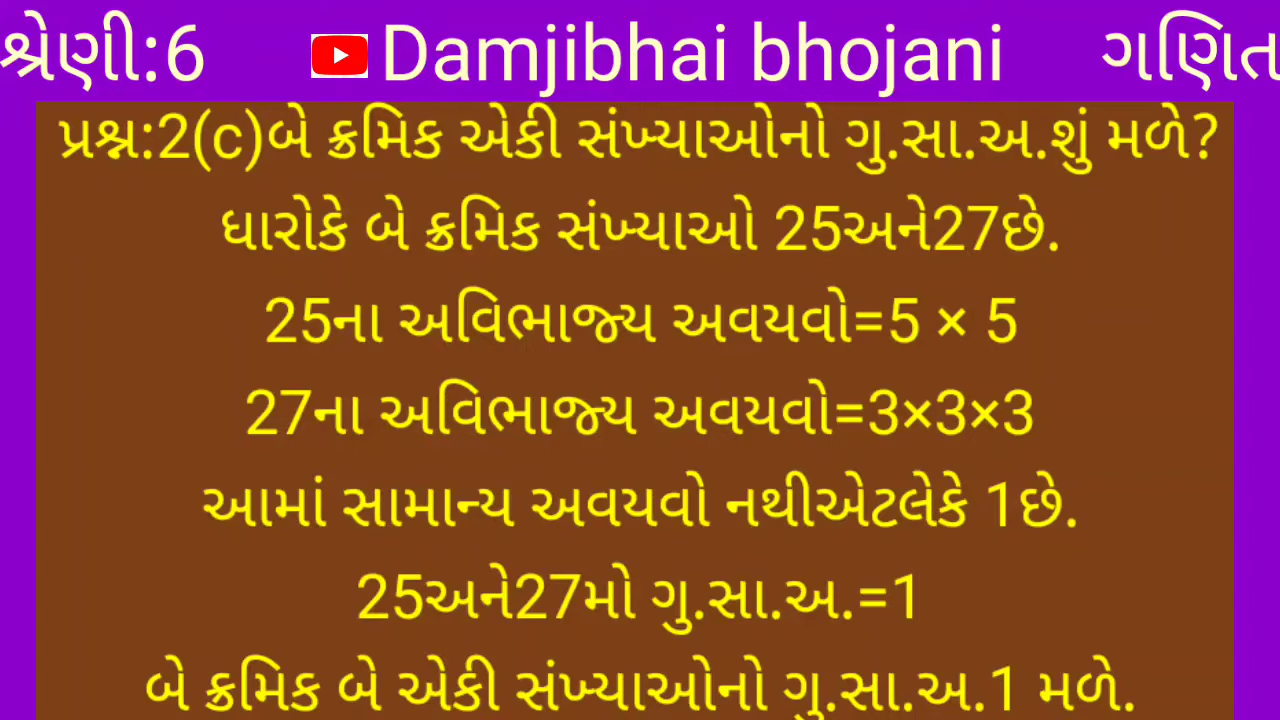 શ્રેણી:6 Damjibhai bhojani ગણિત
પ્રશ્ન:2(c)બે ક્રમિક એકી સંખ્યાઓનો ગુ.સા.અ.શું મળે?
ધારોકે બે ક્રમિક સંખ્યાઓ 25અને27છે.
25ના અવિભાજ્ય અવયવો=5 × 5
27ના અવિભાજ્ય અવયવો=3×3×3
આમાં સામાન્ય અવયવો નથીએટલેકે 1છે.
25અને27મો ગુ.સા.અ.=1
બે ક્રમિક બે એકી સંખ્યાઓનો ગુ.સા.અ.1 મળે.